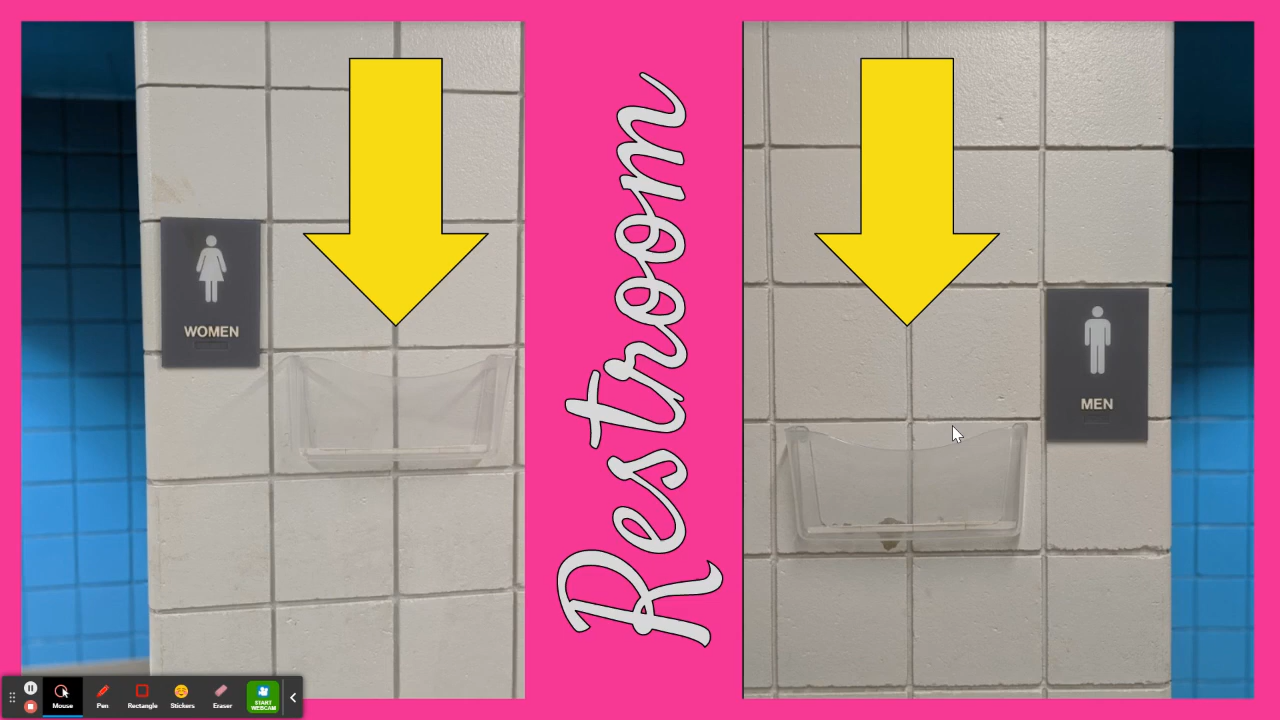 WOMEN
Restroom
MEN
Mouse
Pen
Rectangle
Stickers
Eraser
START
WEBCAM